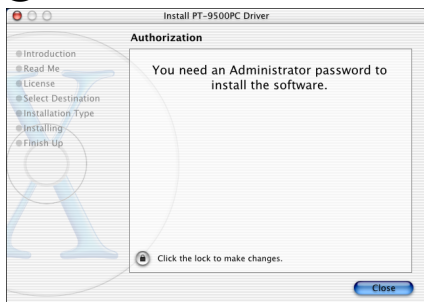 Install PT-9500PC Driver
Authorization
Introduction
Read Me
License
Select Destination
Installation Type
Installing
Finish Up
You need an Administrator password to
install the software.
Click the lock to make changes.
Close